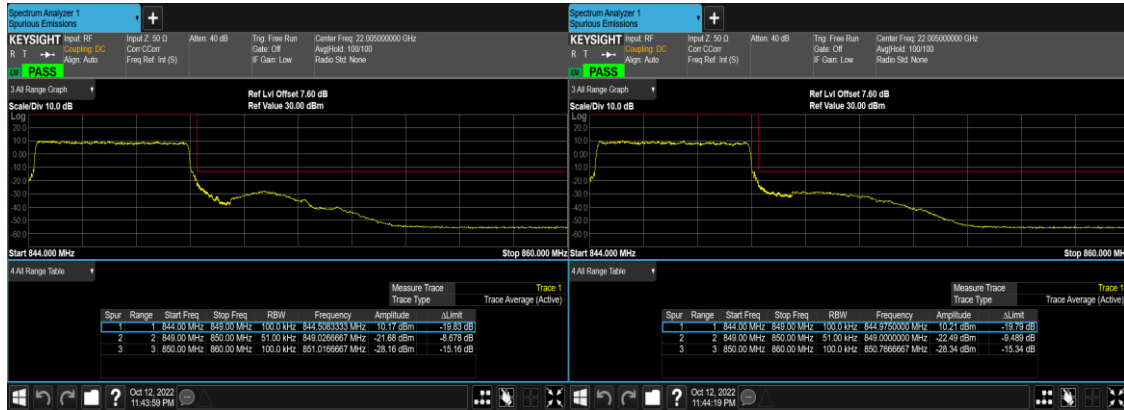 Spectrum Analyzer 1
Spurious Emissions
+
KEYSIGHT Input: RF Input Z: 50 Ω Atten: 40 dB Trig: Free Run Center Freq: 22.005000000 GHz
R T Coupling: DC Corr CCorr Gate: Off Avg|Hold: 100/100
Align: Auto Freq Ref: Int (S) IF Gain: Low Radio Std: None
PASS
3 All Range Graph
Ref Lvl Offset 7.60 dB
Scale/Div 10.0 dB Ref Value 30.00 dBm
Log
20.0
10.0
0.00
-10.0
-20.0
-30.0
-40.0
-50.0
-60.0
Start 844.000 MHz Stop 860.000 MHz
4 All Range Table
Measure Trace Trace 1
Trace Type Trace Average (Active)
Spur Range Start Freq Stop Freq RBW Frequency Amplitude ΔLimit
1 1 844.00 MHz 849.00 MHz 100.0 kHz 844.5083333 MHz 10.17 dBm -19.83 dB
2 2 849.00 MHz 850.00 MHz 51.00 kHz 849.0266667 MHz -21.68 dBm -8.678 dB
3 3 850.00 MHz 860.00 MHz 100.0 kHz 851.0166667 MHz -28.16 dBm -15.16 dB
? Oct 12, 2022
11:43:59 PM
Spectrum Analyzer 1
Spurious Emissions
+
KEYSIGHT Input: RF Input Z: 50 Ω Atten: 40 dB Trig: Free Run Center Freq: 22.005000000 GHz
R T Coupling: DC Corr CCorr Gate: Off Avg|Hold: 100/100
Align: Auto Freq Ref: Int (S) IF Gain: Low Radio Std: None
PASS
3 All Range Graph
Ref Lvl Offset 7.60 dB
Scale/Div 10.0 dB Ref Value 30.00 dBm
Log
20.0
10.0
0.00
-10.0
-20.0
-30.0
-40.0
-50.0
-60.0
Start 844.000 MHz Stop 860.000 MH
4 All Range Table
Measure Trace Trace 1
Trace Type Trace Average (Active)
Spur Range Start Freq Stop Freq RBW Frequency Amplitude ΔLimit
1 1 844.00 MHz 849.00 MHz 100.0 kHz 844.9750000 MHz 10.21 dBm -19.79 dB
2 2 849.00 MHz 850.00 MHz 51.00 kHz 849.0000000 MHz -22.49 dBm -9.489 dB
3 3 850.00 MHz 860.00 MHz 100.0 kHz 850.7666667 MHz -28.34 dBm -15.34 dB
? Oct 12, 2022
11:44:19 PM